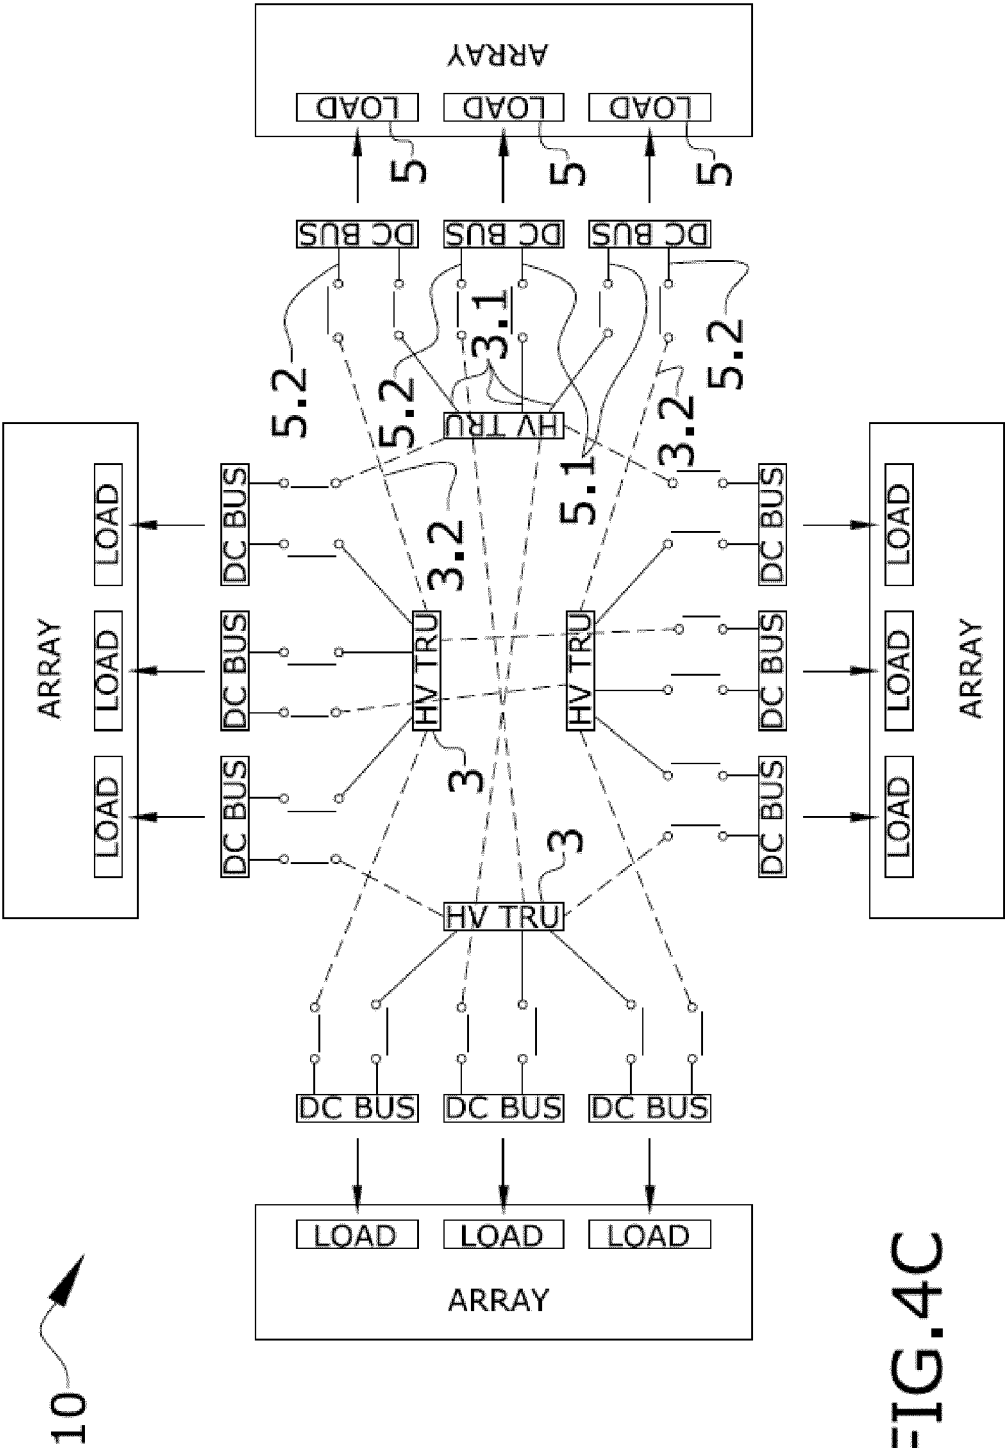 ARRAY
LOAD LOAD LOAD
5 5 5
DC BUS DC BUS DC BUS
5.2 5.2 3.1 5.1 3.2 5.2
HV TRU
ARRAY
LOAD LOAD LOAD
DC BUS DC BUS DC BUS
3.2
HV TRU
3
HV TRU
DC BUS DC BUS DC BUS
LOAD LOAD LOAD
ARRAY
3
HV TRU
DC BUS DC BUS DC BUS
LOAD LOAD LOAD
ARRAY
10
FIG.4C